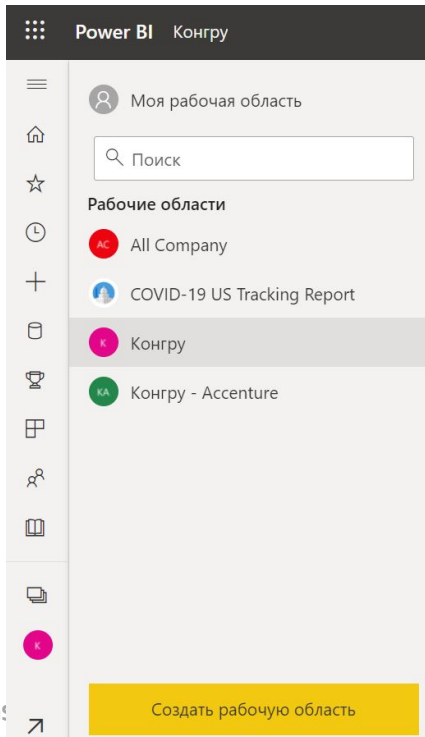 Power BI Конгру
Моя рабочая область
Поиск
Рабочие области
AC All Company
COVID-19 US Tracking Report
К Конгру
КА Конгру - Accenture
К
Создать рабочую область